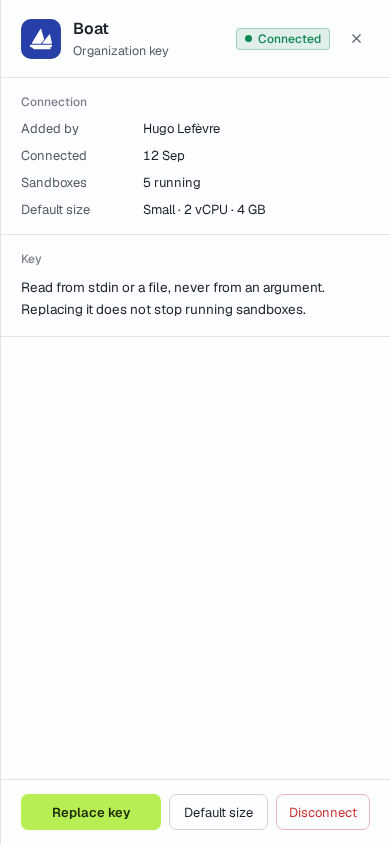 Boat
Organization key
Connected
Connection
Added by Hugo Lefèvre
Connected 12 Sep
Sandboxes 5 running
Default size Small · 2 vCPU · 4 GB
Key
Read from stdin or a file, never from an argument.
Replacing it does not stop running sandboxes.
Replace key Default size Disconnect